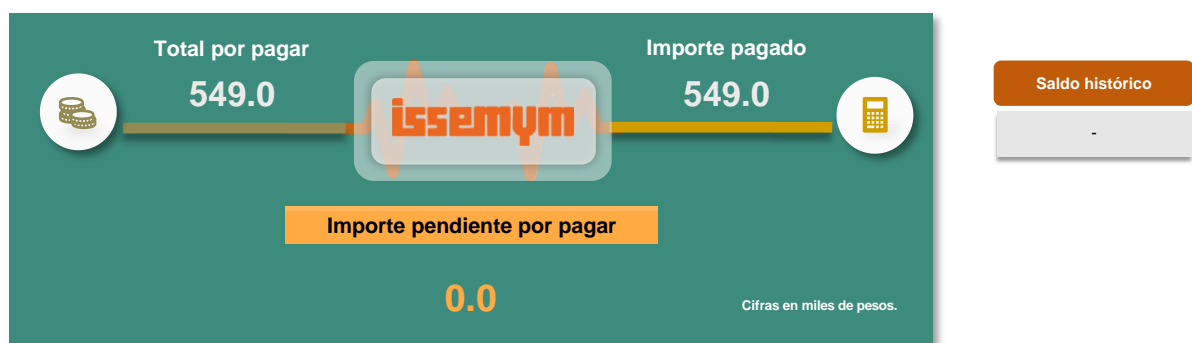 Total por pagar
549.0
issemym
Importe pagado
549.0
Importe pendiente por pagar
0.0
Cifras en miles de pesos.
Saldo histórico
-